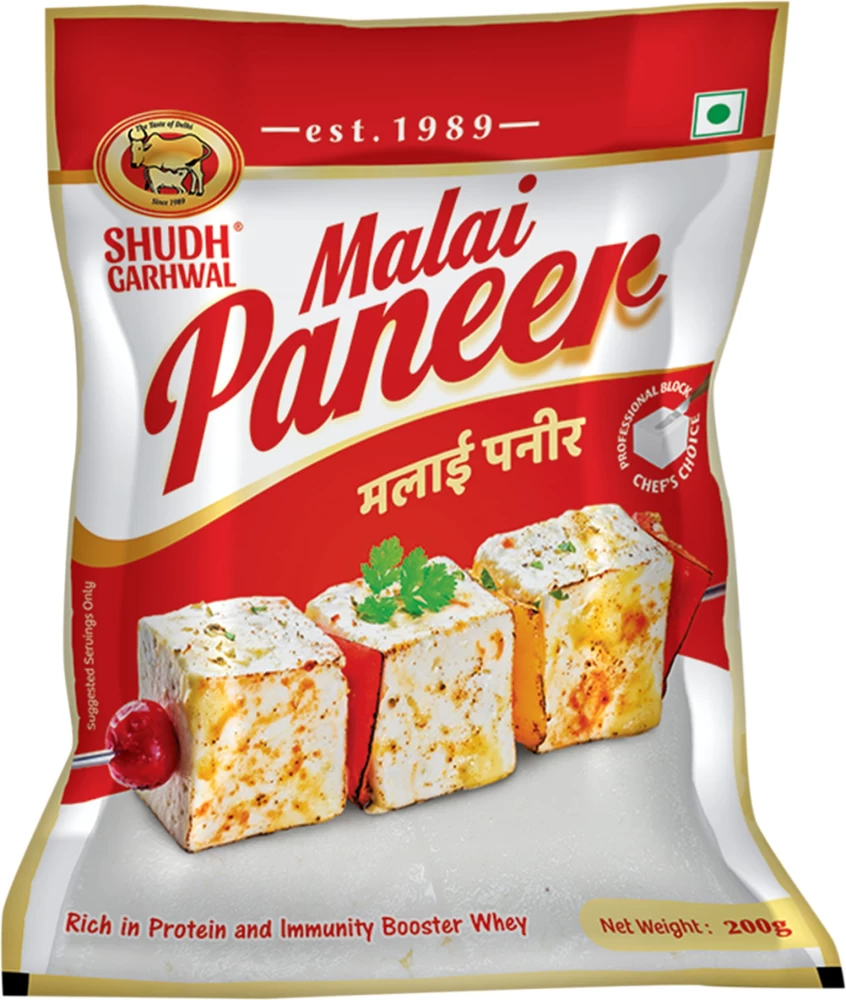 The Taste of Delhi
Since 1989
SHUDH®
GARHWAL
—est.1989—
Malai
Paneer
मलाई पनीर
PROFESSIONAL BLOCK
CHEF'S CHOICE
Suggested Servings Only
Rich in Protein and Immunity Booster Whey
Net Weight: 200g